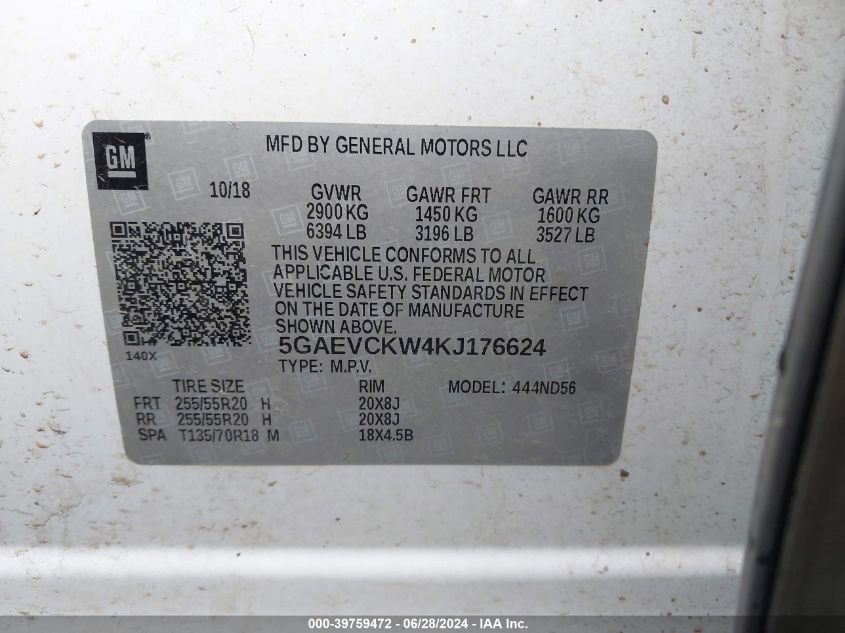 GM
MFD BY GENERAL MOTORS LLC
10/18 GVWR GAWR FRT GAWR RR
2900 KG 1450 KG 1600 KG
6394 LB 3196 LB 3527 LB
THIS VEHICLE CONFORMS TO ALL
APPLICABLE U.S. FEDERAL MOTOR
VEHICLE SAFETY STANDARDS IN EFFECT
ON THE DATE OF MANUFACTURE
SHOWN ABOVE.
140X
5GAEVCKW4KJ176624
TYPE: M.P.V.
TIRE SIZE RIM MODEL: 444ND56
FRT 255/55R20 H 20X8J
RR 255/55R20 H 20X8J
SPA T135/70R18 M 18X4.5B
000-39759472 - 06/28/2024 - IAA, Inc.